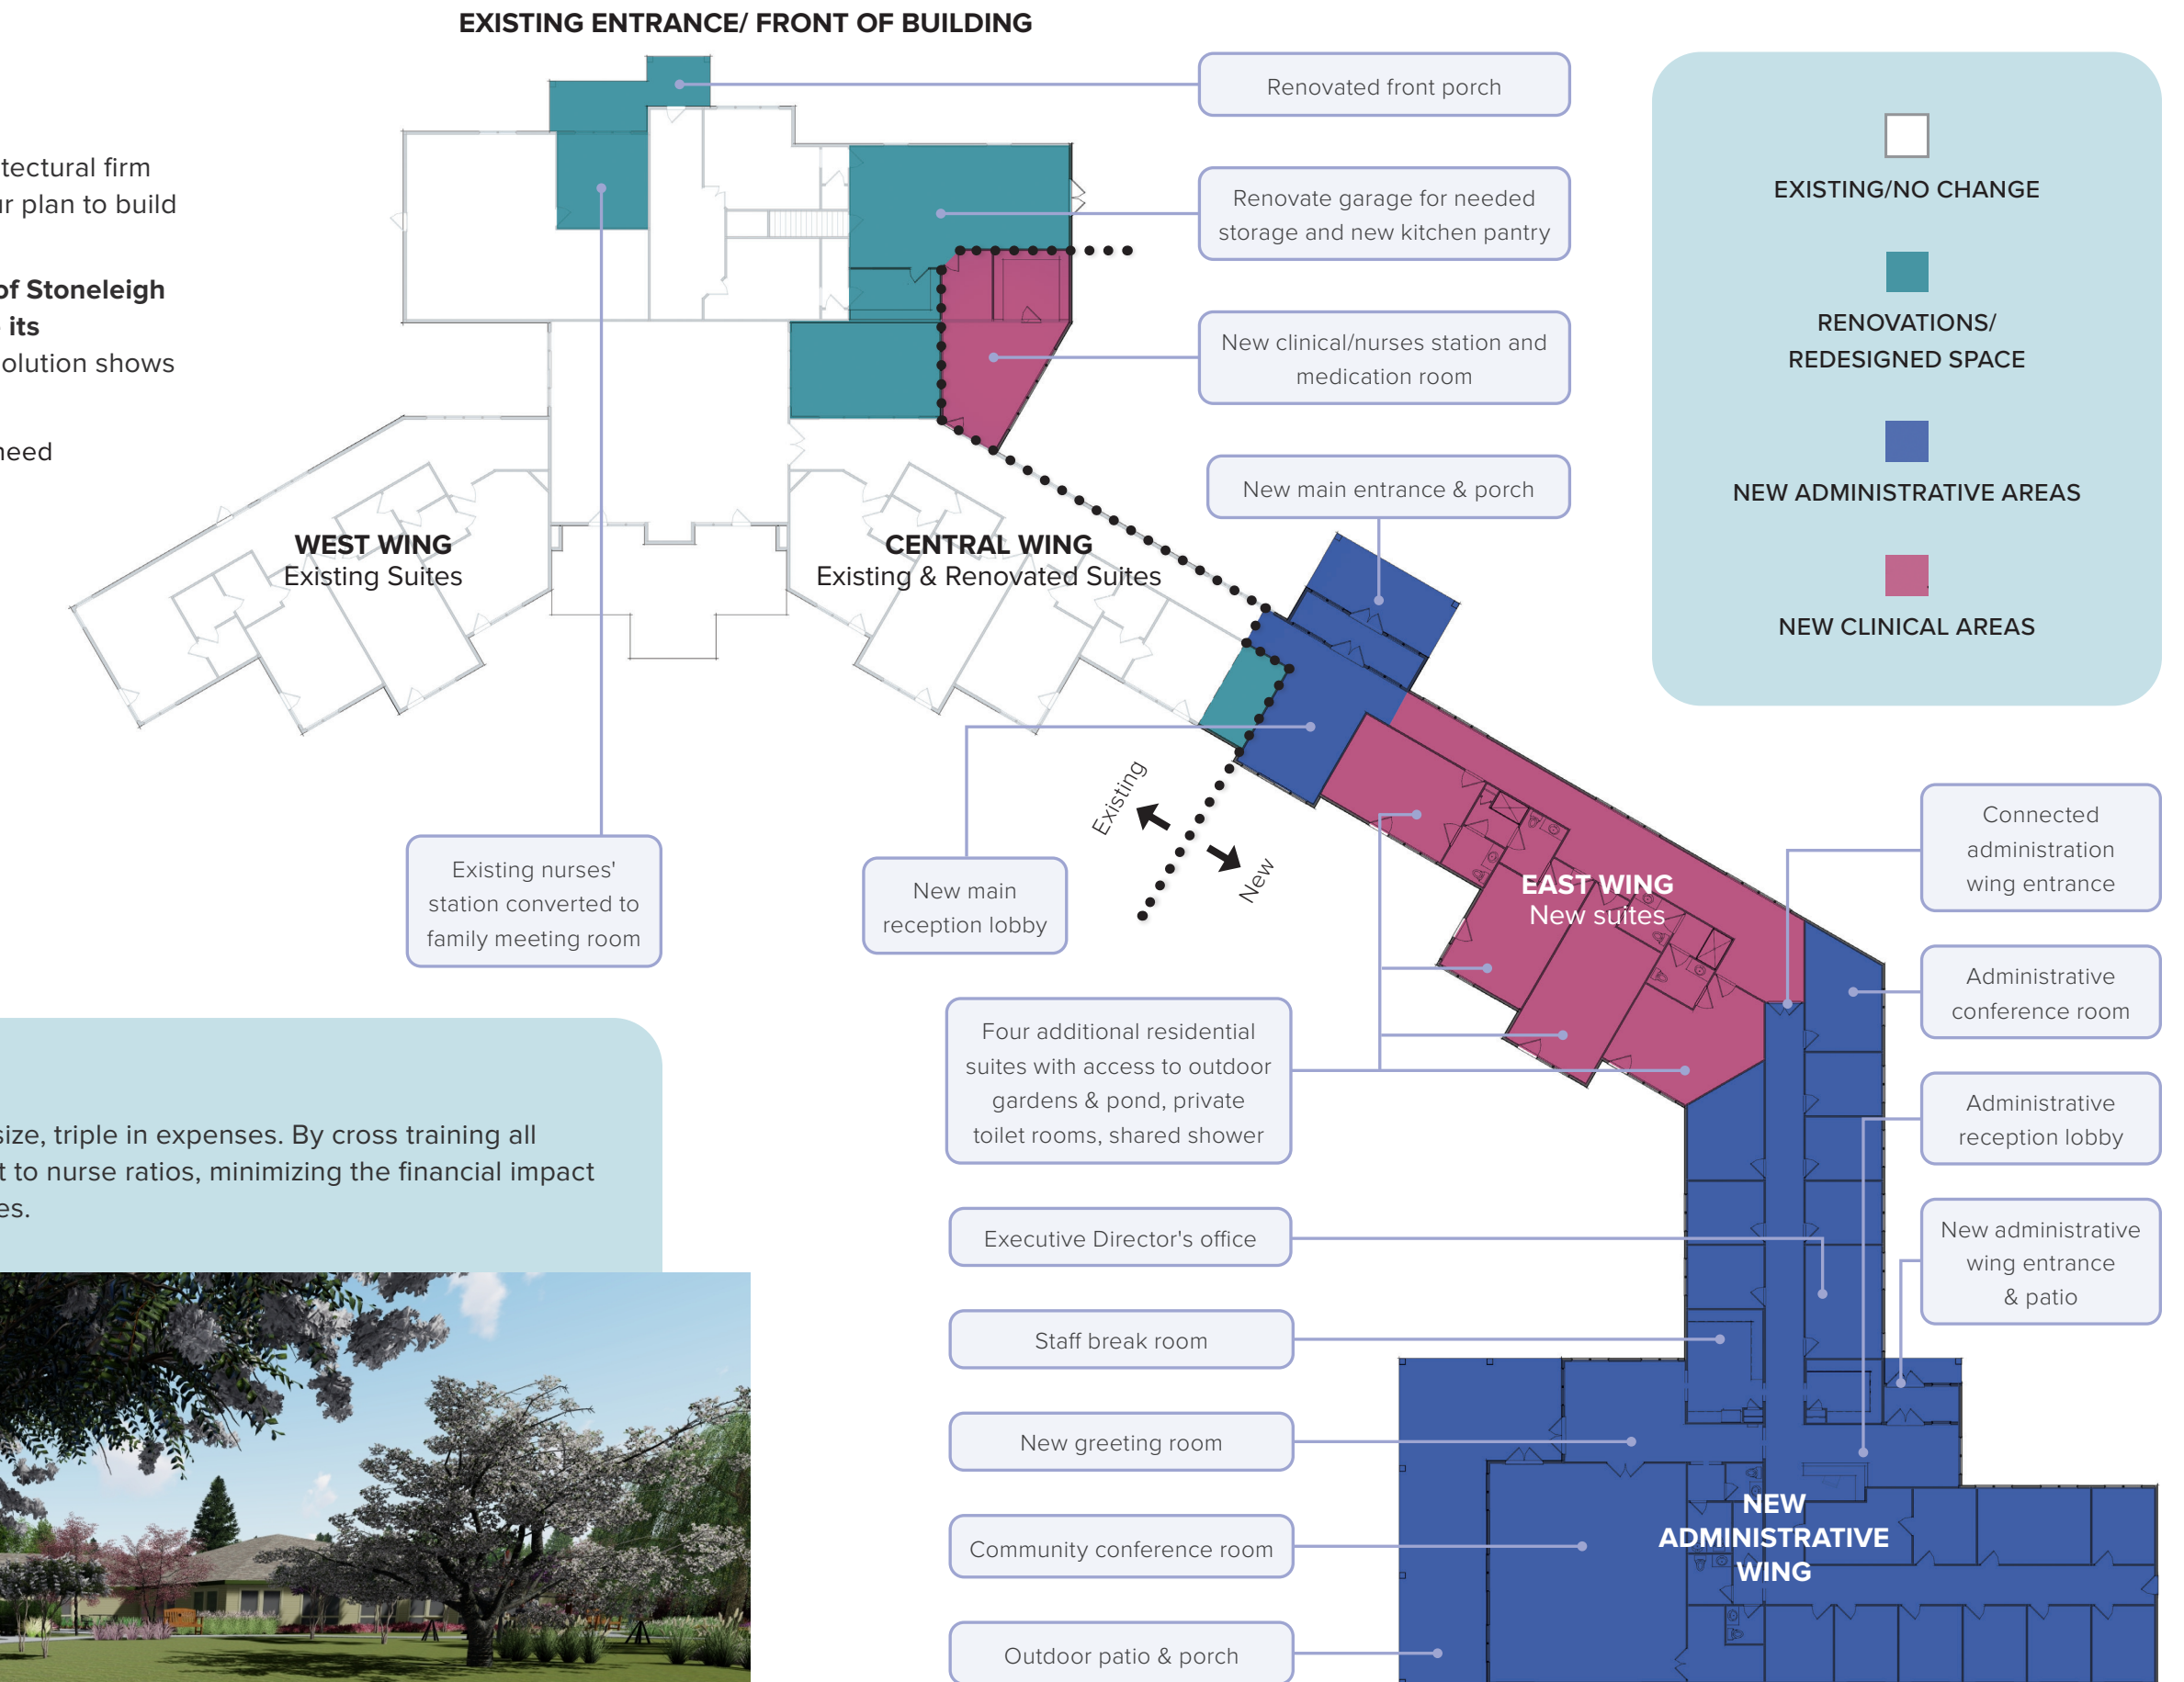 EXISTING ENTRANCE/ FRONT OF BUILDING
tectural firm
ur plan to build
of Stoneleigh
its
olution shows
need
Renovated front porch
Renovate garage for needed
storage and new kitchen pantry
New clinical/nurses station and
medication room
New main entrance & porch
EXISTING/NO CHANGE
RENOVATIONS/
REDESIGNED SPACE
NEW ADMINISTRATIVE AREAS
NEW CLINICAL AREAS
WEST WING
Existing Suites
CENTRAL WING
Existing & Renovated Suites
Existing
New
Existing nurses'
station converted to
family meeting room
New main
reception lobby
EAST WING
New suites
Connected
administration
wing entrance
Administrative
conference room
Administrative
reception lobby
New administrative
wing entrance
& patio
Four additional residential
suites with access to outdoor
gardens & pond, private
toilet rooms, shared shower
Executive Director's office
Staff break room
New greeting room
Community conference room
Outdoor patio & porch
NEW
ADMINISTRATIVE
WING
size, triple in expenses. By cross training all
t to nurse ratios, minimizing the financial impact
es.